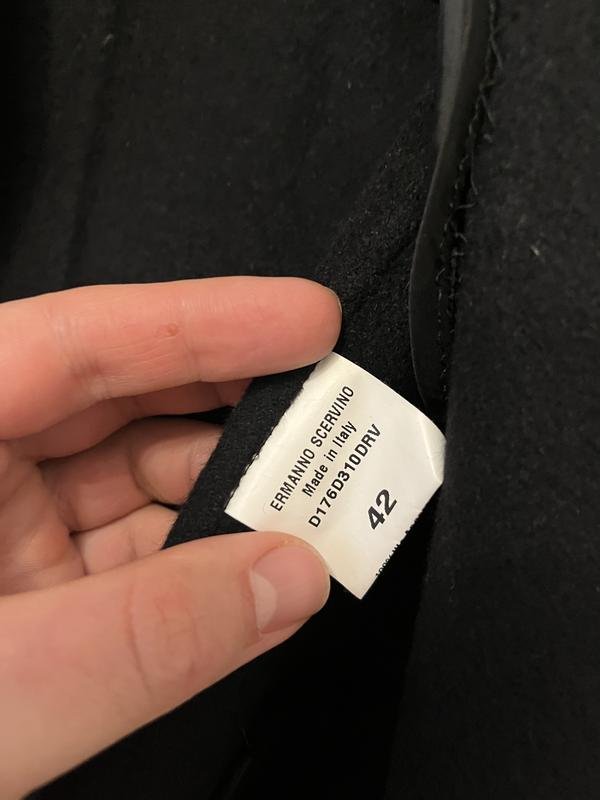 ERMANNO SCERVINO
Made in Italy
D176D310DRV
42